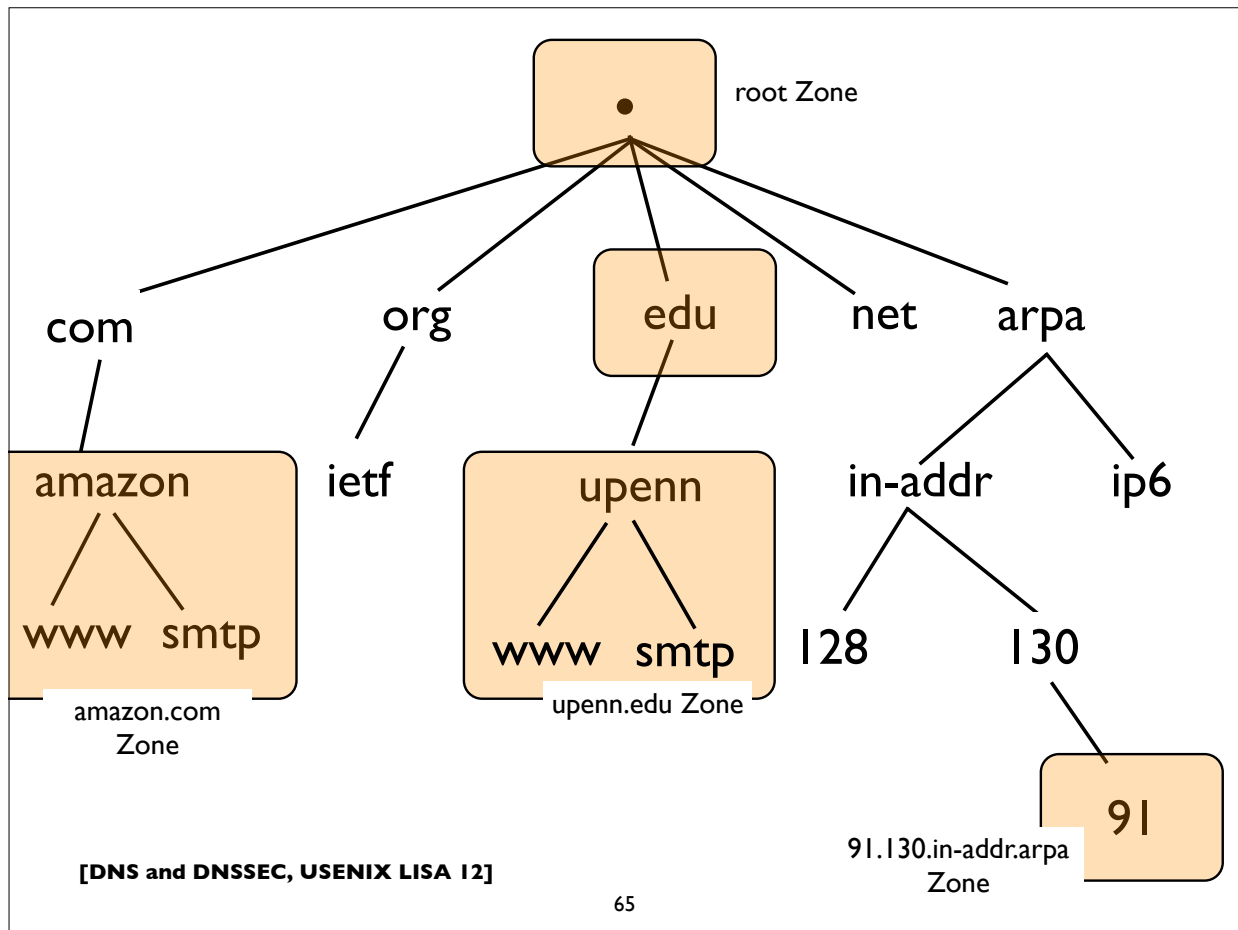 root Zone
com
org
edu
net
arpa
amazon
ietf
upenn
in-addr
ip6
www smtp
www smtp
128
130
amazon.com
Zone
upenn.edu Zone
91
91.130.in-addr.arpa
Zone
[DNS and DNSSEC, USENIX LISA 12]
65